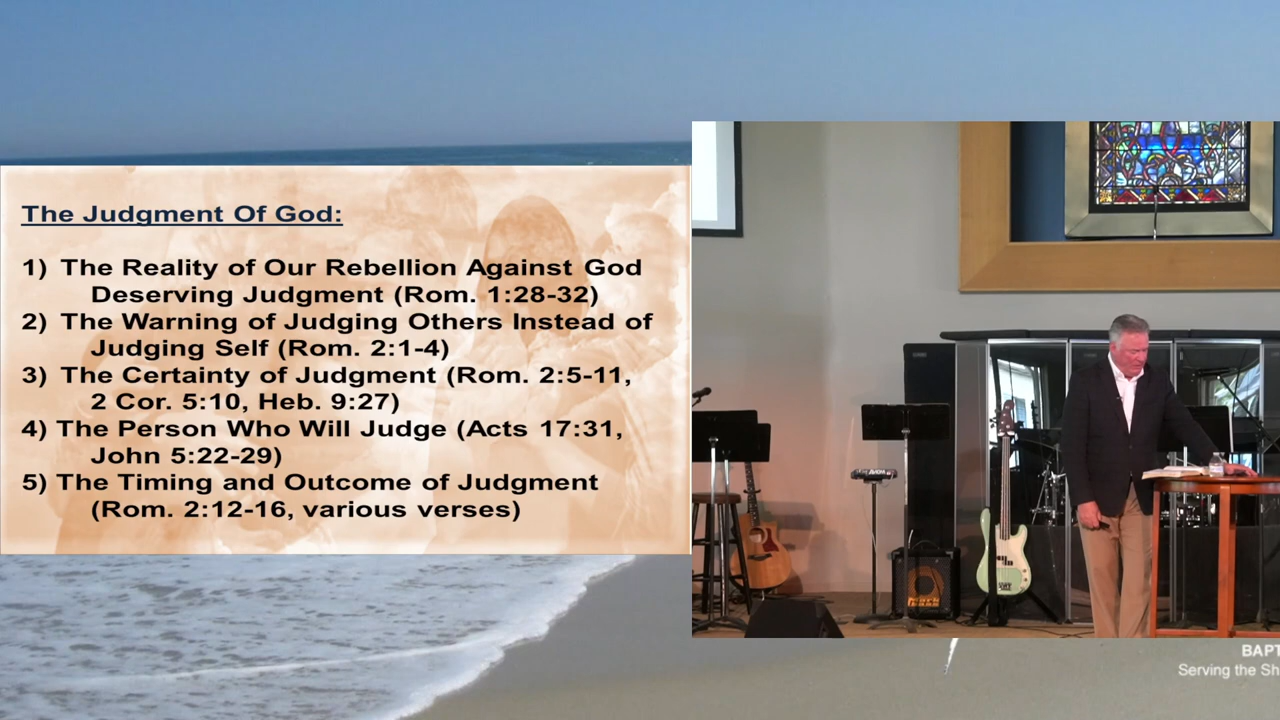 The Judgment Of God:
1) The Reality of Our Rebellion Against God
Deserving Judgment (Rom. 1:28-32)
2) The Warning of Judging Others Instead of
Judging Self (Rom. 2:1-4)
3) The Certainty of Judgment (Rom. 2:5-11,
2 Cor. 5:10, Heb. 9:27)
4) The Person Who Will Judge (Acts 17:31,
John 5:22-29)
5) The Timing and Outcome of Judgment
(Rom. 2:12-16, various verses)
BAPT
Serving the Sh